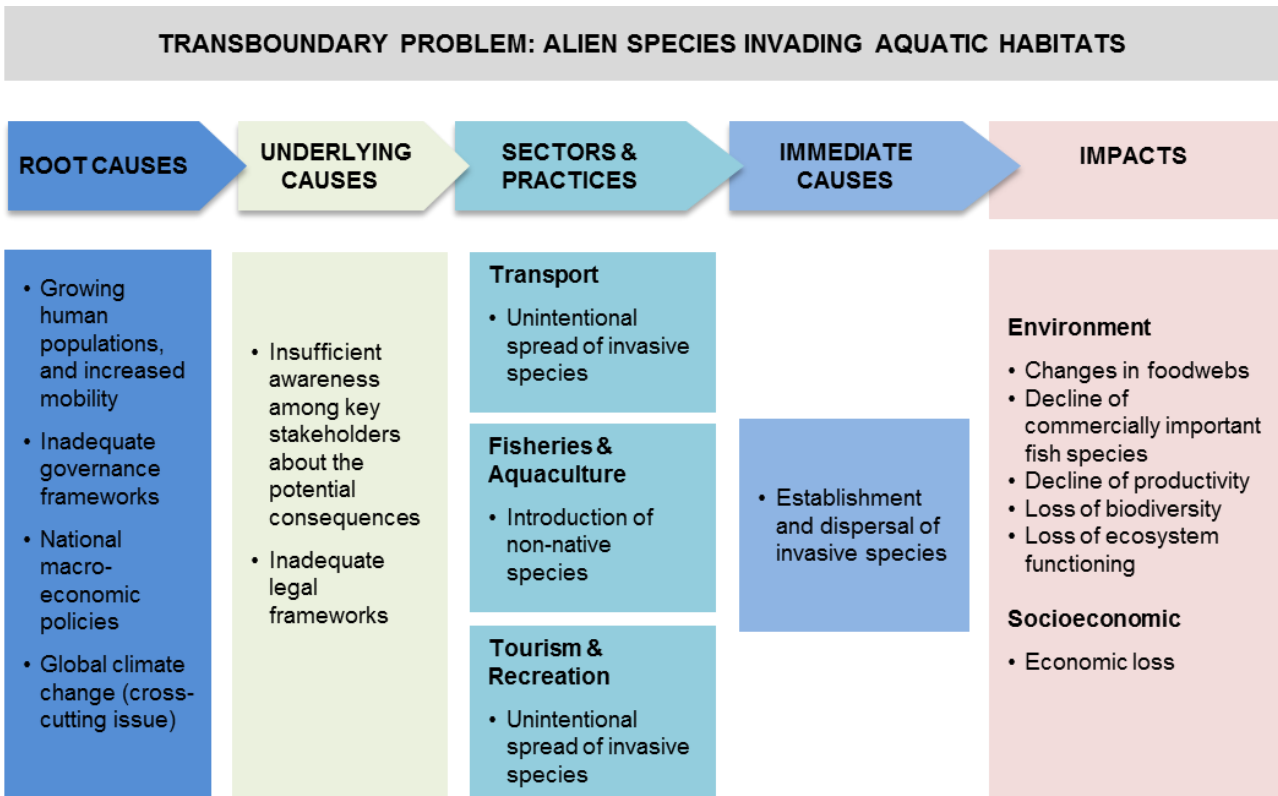 TRANSBOUNDARY PROBLEM: ALIEN SPECIES INVADING AQUATIC HABITATS
ROOT CAUSES
UNDERLYING
CAUSES
SECTORS &
PRACTICES
IMMEDIATE
CAUSES
IMPACTS
• Growing
human
populations,
and increased
mobility
• Inadequate
governance
frameworks
• National
macro-
economic
policies
• Global climate
change (cross-
cutting issue)
• Insufficient
awareness
among key
stakeholders
about the
potential
consequences
• Inadequate
legal
frameworks
Transport
• Unintentional
spread of invasive
species
Fisheries &
Aquaculture
• Introduction of
non-native
species
Tourism &
Recreation
• Unintentional
spread of invasive
species
• Establishment
and dispersal of
invasive species
Environment
• Changes in foodwebs
• Decline of
commercially important
fish species
• Decline of productivity
• Loss of biodiversity
• Loss of ecosystem
functioning
Socioeconomic
• Economic loss